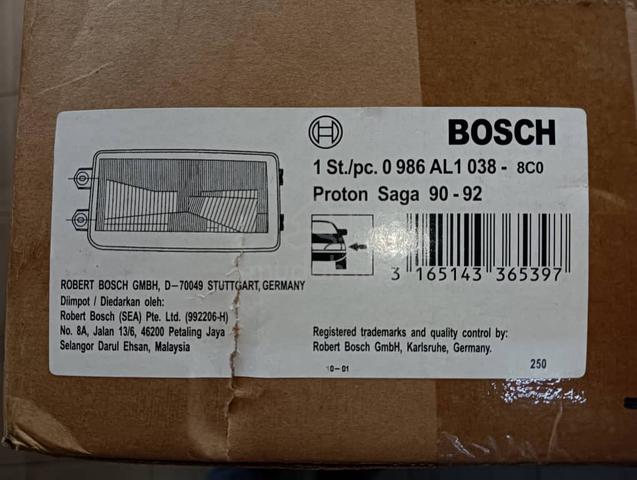 BOSCH
1 St./pc. 0 986 AL1 038 - 8C0
Proton Saga 90 - 92
3 165143 365397
ROBERT BOSCH GMBH, D-70049 STUTTGART, GERMANY
Diimpot / Diedarkan oleh:
Robert Bosch (SEA) Pte. Ltd. (992206-H)
No. 8A, Jalan 13/6, 46200 Petaling Jaya
Selangor Darul Ehsan, Malaysia
Registered trademarks and quality control by:
Robert Bosch GmbH, Karlsruhe, Germany.
10-01
250